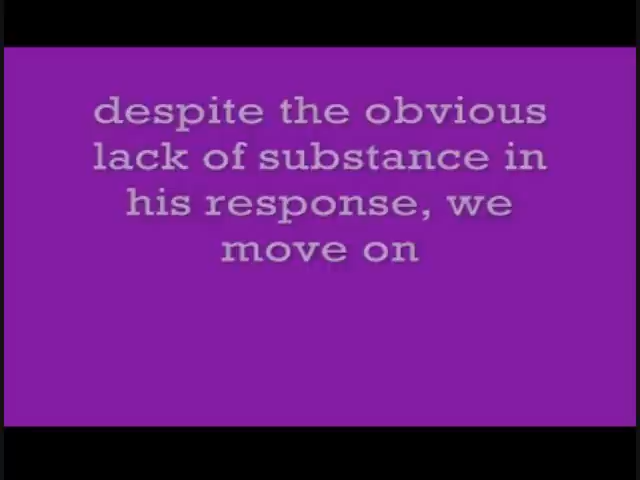 despite the obvious
lack of substance in
his response, we
move on